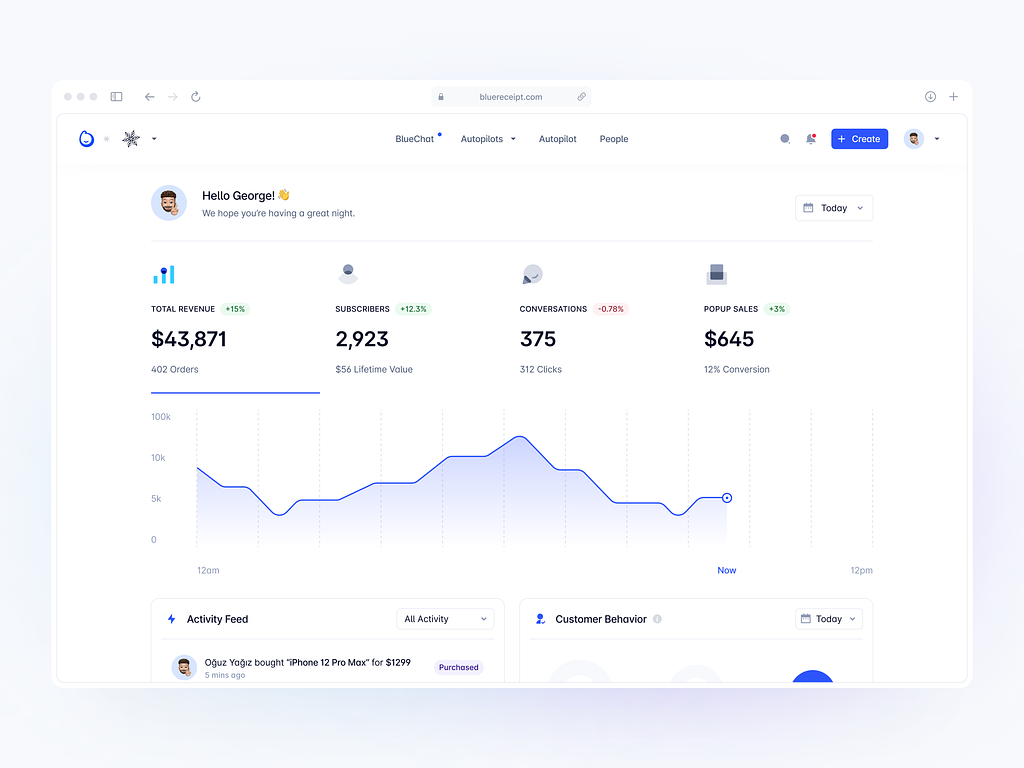 bluereceipt.com
BlueChat Autopilots Autopilot People
+ Create
Hello George! 👋
We hope you're having a great night.
Today
TOTAL REVENUE +15%
$43,871
402 Orders
SUBSCRIBERS +12.3%
2,923
$56 Lifetime Value
CONVERSATIONS -0.78%
375
312 Clicks
POPUP SALES +3%
$645
12% Conversion
100k
10k
5k
0
12am Now 12pm
Activity Feed All Activity
Oğuz Yağız bought "iPhone 12 Pro Max" for $1299
5 mins ago
Purchased
Customer Behavior Today